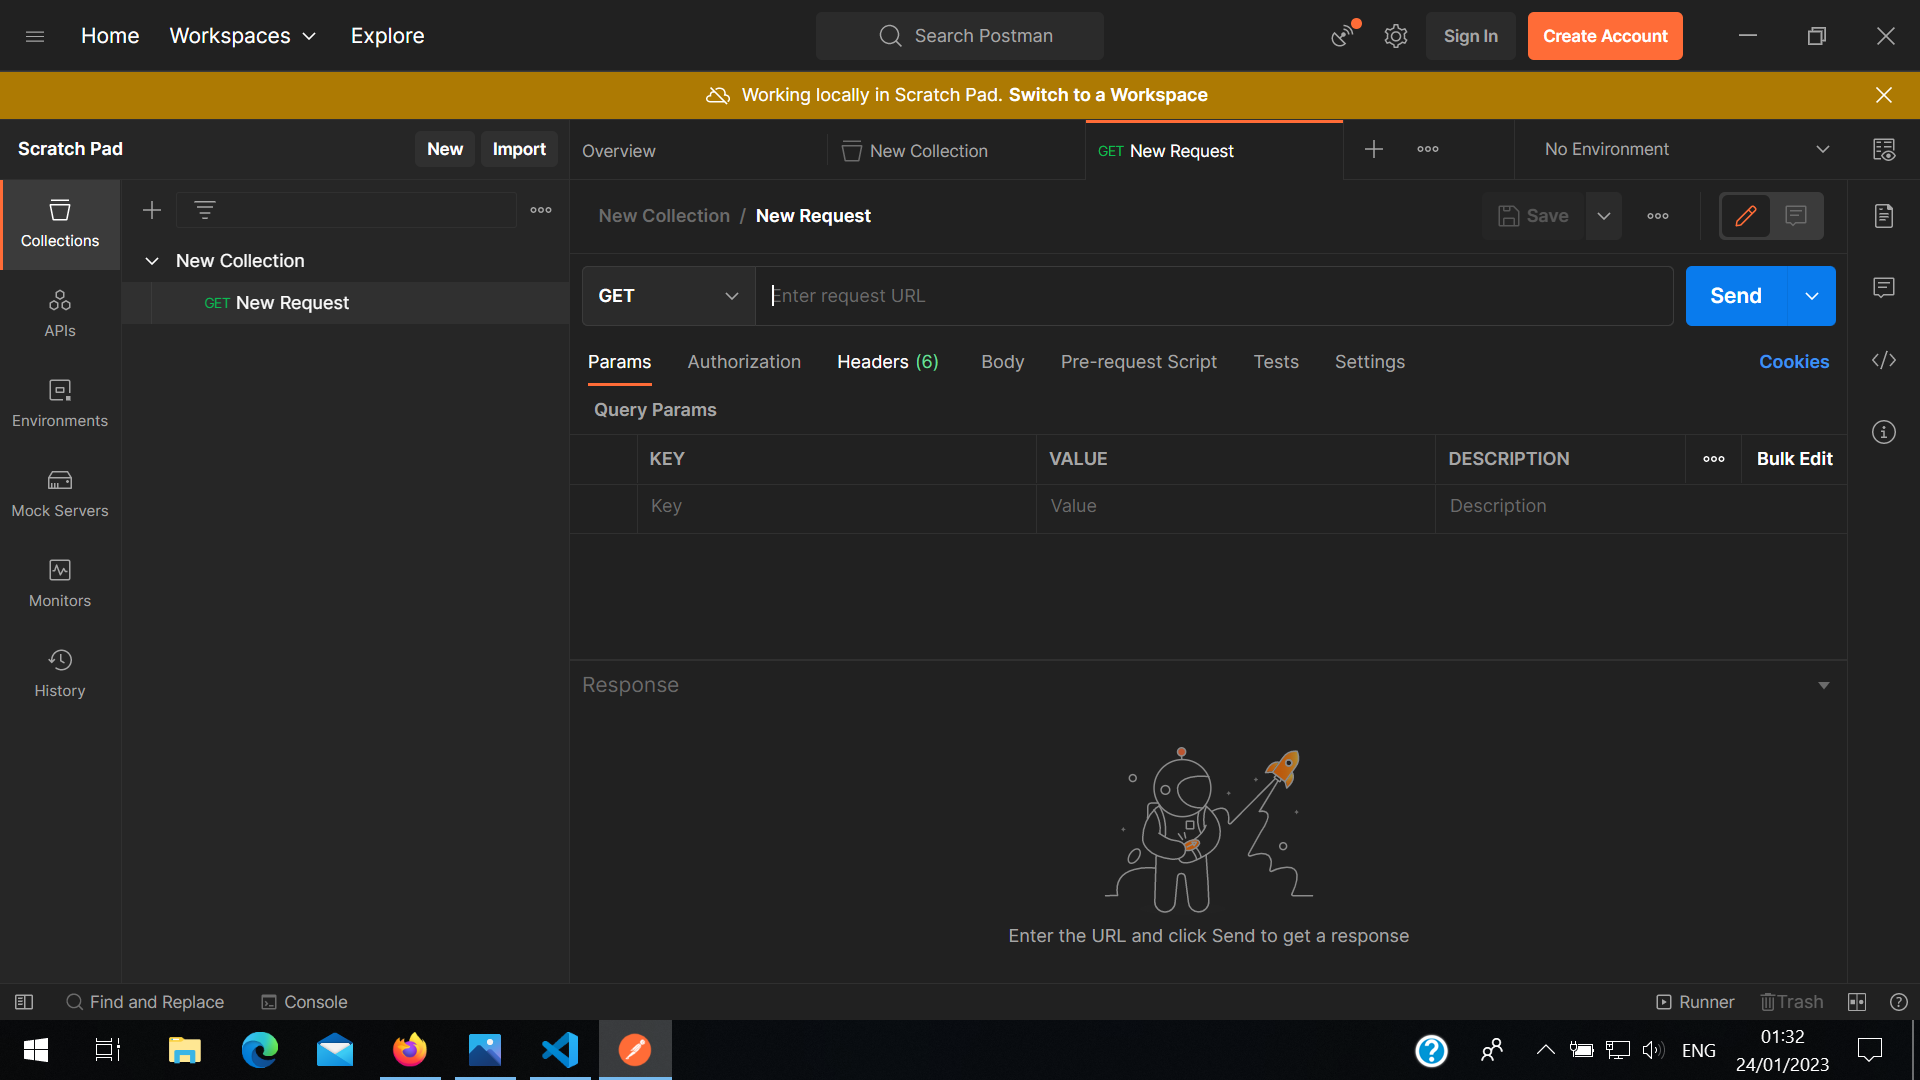 Home Workspaces Explore Search Postman Sign In Create Account
Working locally in Scratch Pad. Switch to a Workspace
Scratch Pad New Import Overview New Collection GET New Request No Environment
Collections
APIs
Environments
Mock Servers
Monitors
History
New Collection
GET New Request
New Collection / New Request Save
GET Enter request URL Send
Params Authorization Headers (6) Body Pre-request Script Tests Settings Cookies
Query Params
KEY VALUE DESCRIPTION Bulk Edit
Key Value Description
Response
Enter the URL and click Send to get a response
Find and Replace Console Runner Trash
ENG
01:32
24/01/2023